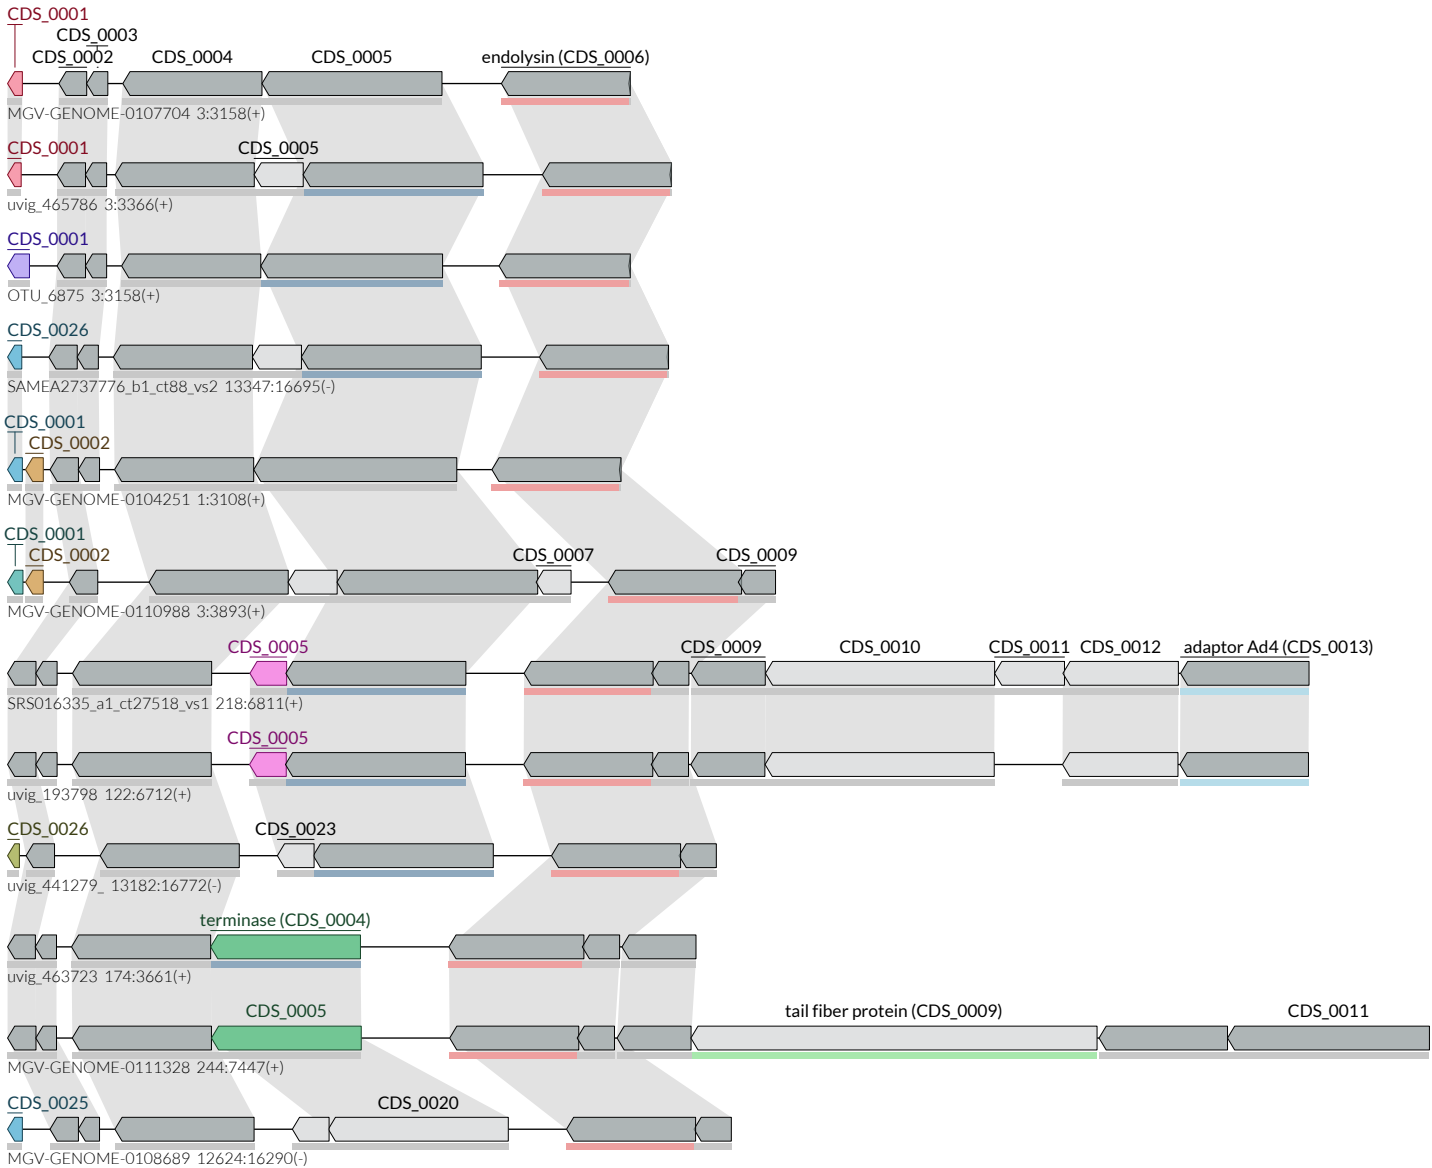 CDS_0001
CDS_0003
CDS_0002 CDS_0004 CDS_0005 endolysin (CDS_0006)
MGV-GENOME-0107704 3:3158(+)
CDS_0001 CDS_0005
uvig_465786 3:3366(+)
CDS_0001
OTU_6875 3:3158(+)
CDS_0026
SAMEA2737776_b1_ct88_vs2 13347:16695(-)
CDS_0001
CDS_0002
MGV-GENOME-0104251 1:3108(+)
CDS_0001
CDS_0002 CDS_0007 CDS_0009
MGV-GENOME-0110988 3:3893(+)
CDS_0005 CDS_0009 CDS_0010 CDS_0011 CDS_0012 adaptor Ad4 (CDS_0013)
SRS016335_a1_ct27518_vs1 218:6811(+)
CDS_0005
uvig_193798 122:6712(+)
CDS_0026 CDS_0023
uvig_441279_ 13182:16772(-)
terminase (CDS_0004)
uvig_463723 174:3661(+)
CDS_0005 tail fiber protein (CDS_0009) CDS_0011
MGV-GENOME-0111328 244:7447(+)
CDS_0025 CDS_0020
MGV-GENOME-0108689 12624:16290(-)